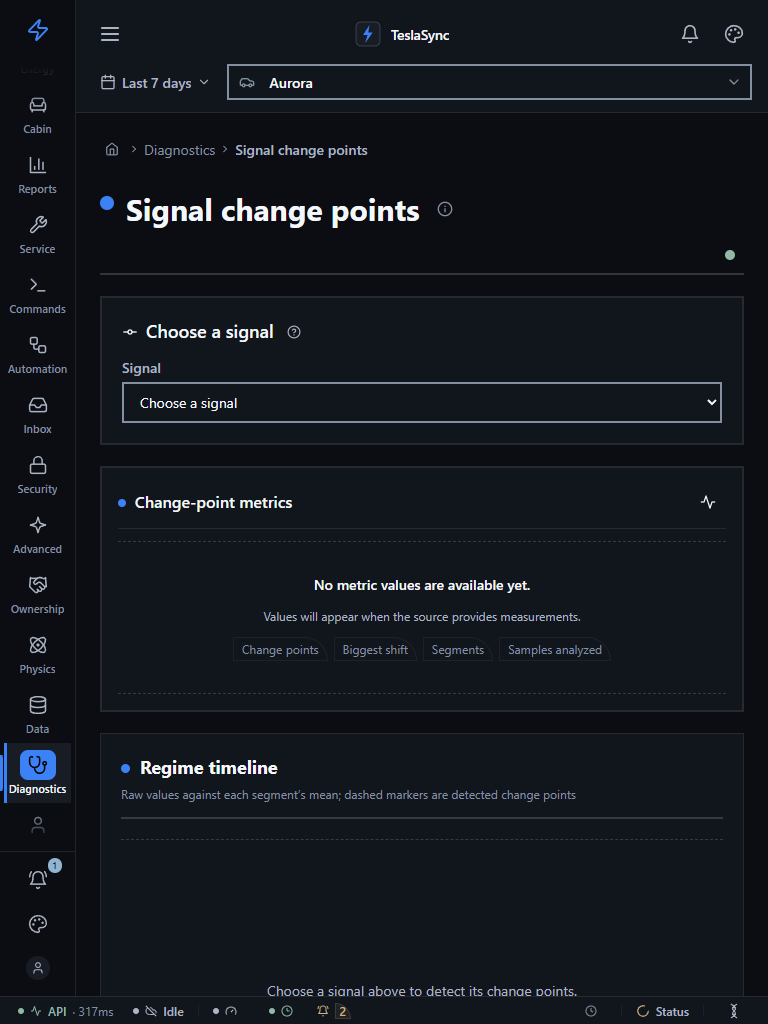 TeslaSync
Last 7 days
Aurora
Energy
Cabin
Reports
Service
Commands
Automation
Inbox
Security
Advanced
Ownership
Physics
Data
Diagnostics
1
Diagnostics
Signal change points
Signal change points
Choose a signal
Signal
Choose a signal
Change-point metrics
No metric values are available yet.
Values will appear when the source provides measurements.
Change points
Biggest shift
Segments
Samples analyzed
Regime timeline
Raw values against each segment's mean; dashed markers are detected change points
Choose a signal above to detect its change points.
API · 317ms
Idle
2
Status